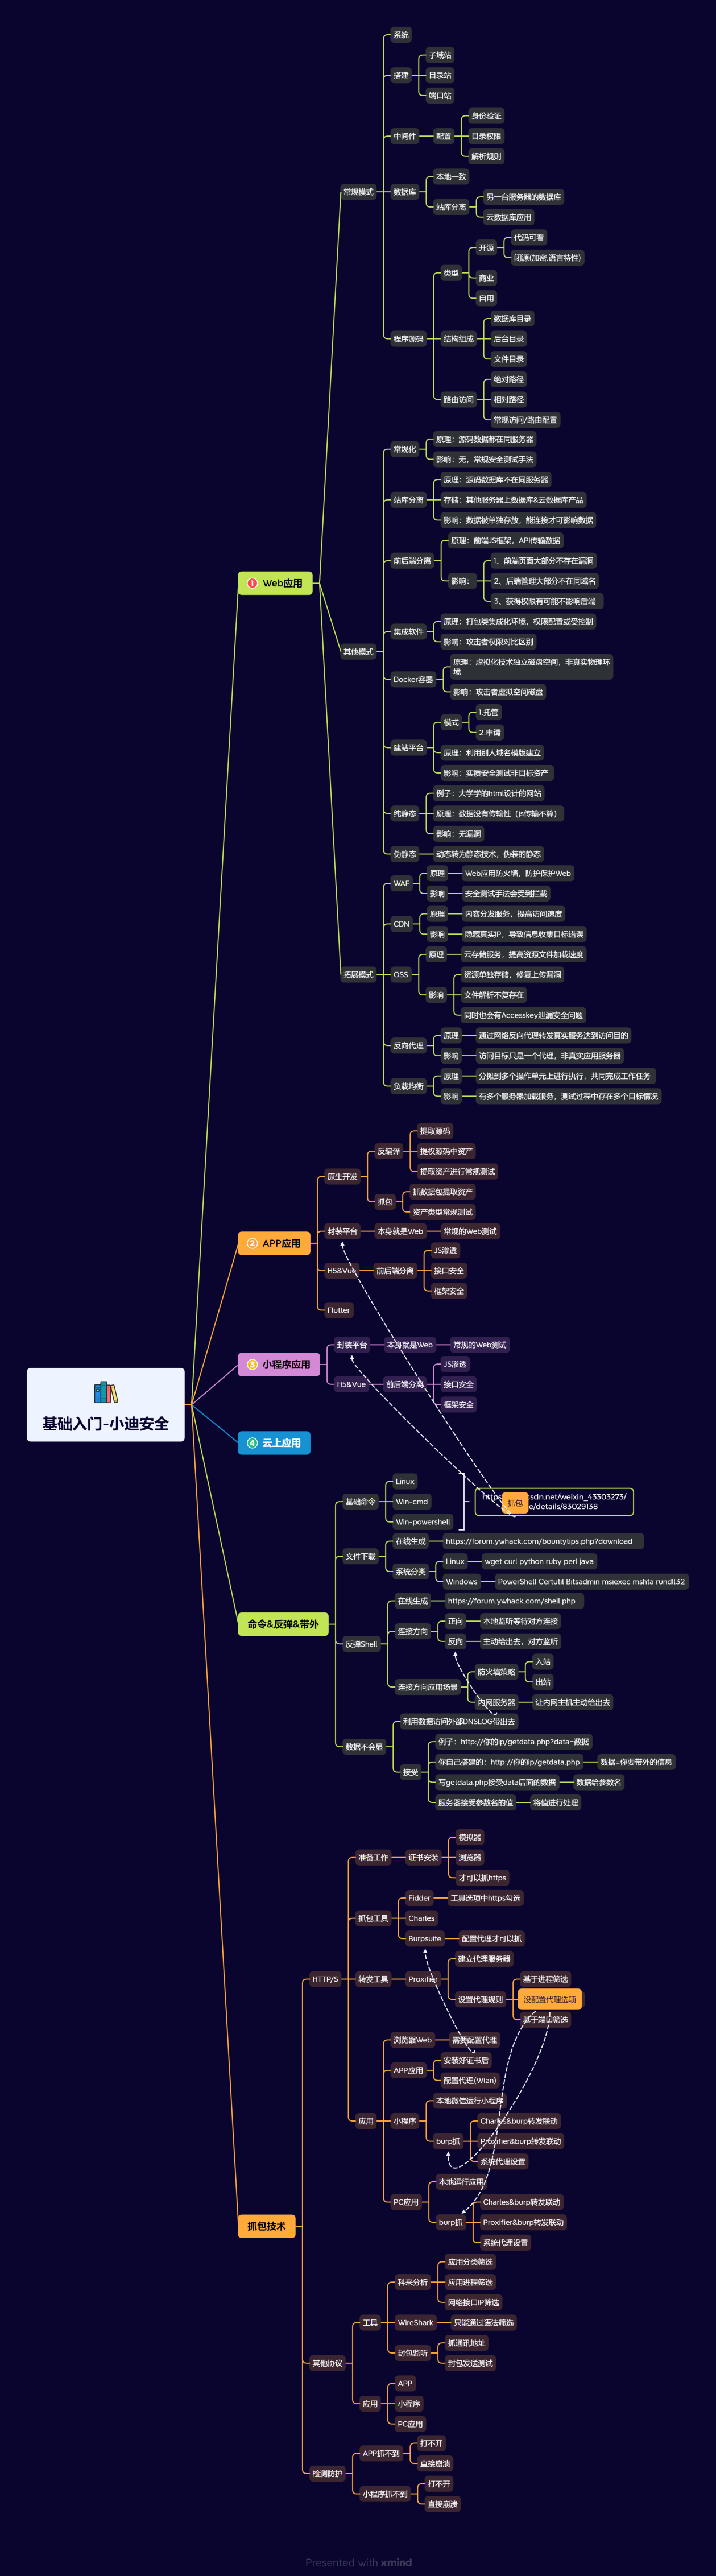 基础入门-小迪安全
1 Web应用
常规模式
系统
搭建
子域站
目录站
端口站
中间件
配置
身份验证
目录权限
解析规则
数据库
本地一致
站库分离
另一台服务器的数据库
云数据库应用
程序源码
类型
开源
代码可看
闭源(加密,语言特性)
商业
自用
结构组成
数据库目录
后台目录
文件目录
路由访问
绝对路径
相对路径
常规访问/路由配置
其他模式
常规化
原理：源码数据都在同服务器
影响：无，常规安全测试手法
站库分离
原理：源码数据库不在同服务器
存储：其他服务器上数据库&云数据库产品
影响：数据被单独存放，能连接才可影响数据
前后端分离
原理：前端JS框架，API传输数据
影响：
1、前端页面大部分不存在漏洞
2、后端管理大部分不在同域名
3、获得权限有可能不影响后端
集成软件
原理：打包类集成化环境，权限配置或受控制
影响：攻击者权限对比区别
Docker容器
原理：虚拟化技术独立磁盘空间，非真实物理环
境
影响：攻击者虚拟空间磁盘
建站平台
模式
1.托管
2.申请
原理：利用别人域名模版建立
影响：实质安全测试非目标资产
纯静态
例子：大学学的html设计的网站
原理：数据没有传输性（js传输不算）
影响：无漏洞
伪静态
动态转为静态技术，伪装的静态
拓展模式
WAF
原理
Web应用防火墙，防护保护Web
影响
安全测试手法会受到拦截
CDN
原理
内容分发服务，提高访问速度
影响
隐藏真实IP，导致信息收集目标错误
OSS
原理
云存储服务，提高资源文件加载速度
影响
资源单独存储，修复上传漏洞
文件解析不复存在
同时也会有Accesskey泄漏安全问题
反向代理
原理
通过网络反向代理转发真实服务达到访问目的
影响
访问目标只是一个代理，非真实应用服务器
负载均衡
原理
分摊到多个操作单元上进行执行，共同完成工作任务
影响
有多个服务器加载服务，测试过程中存在多个目标情况
2 APP应用
原生开发
反编译
提取源码
提权源码中资产
提取资产进行常规测试
抓包
抓数据包提取资产
资产类型常规测试
封装平台
本身就是Web
常规的Web测试
H5&Vue
前后端分离
JS渗透
接口安全
框架安全
Flutter
3 小程序应用
封装平台
本身就是Web
常规的Web测试
H5&Vue
前后端分离
JS渗透
接口安全
框架安全
4 云上应用
命令&反弹&带外
基础命令
Linux
Win-cmd
Win-powershell
抓包
csdn.net/weixin_43303273/
e/details/83029138
文件下载
在线生成
https://forum.ywhack.com/bountytips.php?download
系统分类
Linux
wget curl python ruby perl java
Windows
PowerShell Certutil Bitsadmin msiexec mshta rundll32
反弹Shell
在线生成
https://forum.ywhack.com/shell.php
连接方向
正向
本地监听等待对方连接
反向
主动给出去，对方监听
连接方向应用场景
防火墙策略
入站
出站
内网服务器
让内网主机主动给出去
数据不会显
利用数据访问外部DNSLOG带出去
接受
例子：http://你的ip/getdata.php?data=数据
你自己搭建的：http://你的ip/getdata.php
数据=你要带外的信息
写getdata.php接受data后面的数据
数据给参数名
服务器接受参数名的值
将值进行处理
抓包技术
HTTP/S
准备工作
证书安装
模拟器
浏览器
才可以抓https
抓包工具
Fidder
工具选项中https勾选
Charles
Burpsuite
配置代理才可以抓
转发工具
Proxifier
建立代理服务器
设置代理规则
基于进程筛选
没配置代理选项
基于端口筛选
应用
浏览器Web
需要配置代理
APP应用
安装好证书后
配置代理(Wlan)
小程序
本地微信运行小程序
burp抓
Charles&burp转发联动
Proxifier&burp转发联动
系统代理设置
PC应用
本地运行应用
burp抓
Charles&burp转发联动
Proxifier&burp转发联动
系统代理设置
其他协议
工具
科来分析
应用分类筛选
应用进程筛选
网络接口IP筛选
WireShark
只能通过语法筛选
封包监听
抓通讯地址
封包发送测试
应用
APP
小程序
PC应用
检测防护
APP抓不到
打不开
直接崩溃
小程序抓不到
打不开
直接崩溃
Presented with xmind